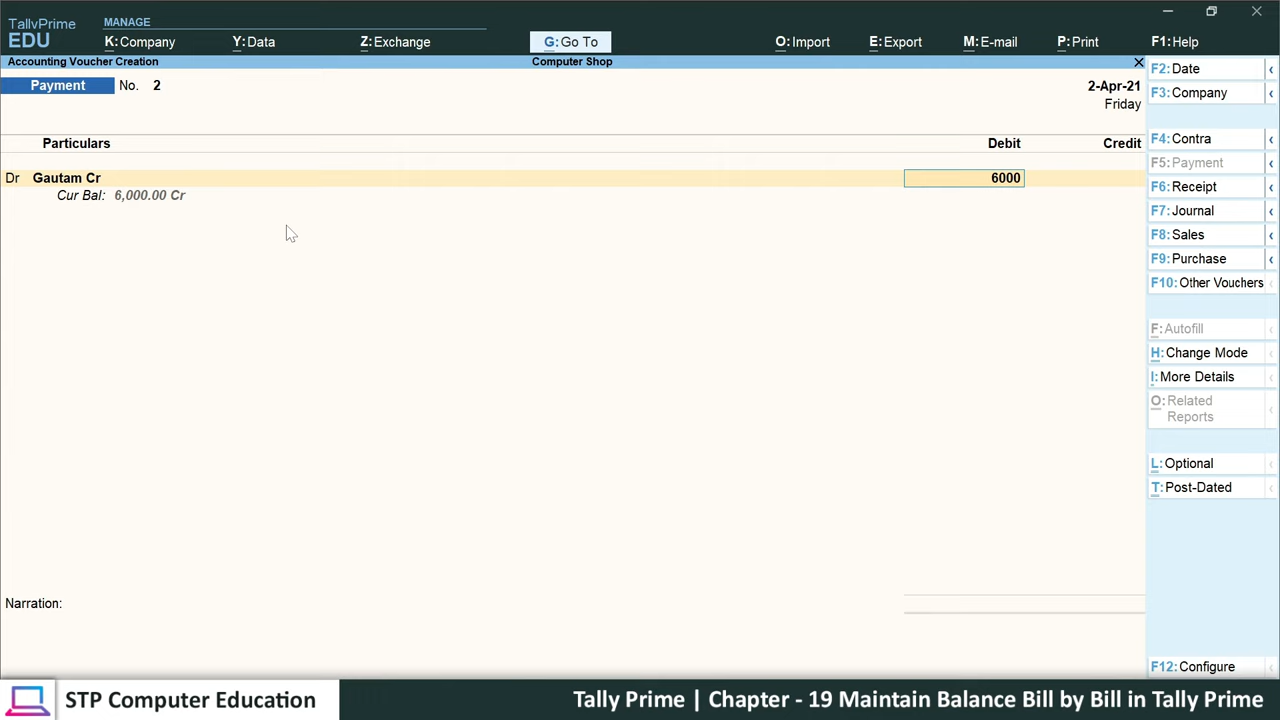 TallyPrime
EDU
MANAGE
K:Company
Y:Data
Z:Exchange
G:Go To
O:Import
E:Export
M:E-mail
P:Print
F1:Help
Accounting Voucher Creation
Computer Shop
Payment No. 2
2-Apr-21
Friday
Particulars
Debit
Credit
Dr Gautam Cr
6000
Cur Bal: 6,000.00 Cr
Narration:
F2:Date
F3:Company
F4:Contra
F5:Payment
F6:Receipt
F7:Journal
F8:Sales
F9:Purchase
F10:Other Vouchers
F:Autofill
H:Change Mode
I:More Details
O:Related
Reports
L:Optional
T:Post-Dated
F12:Configure
STP Computer Education
Tally Prime | Chapter - 19 Maintain Balance Bill by Bill in Tally Prime